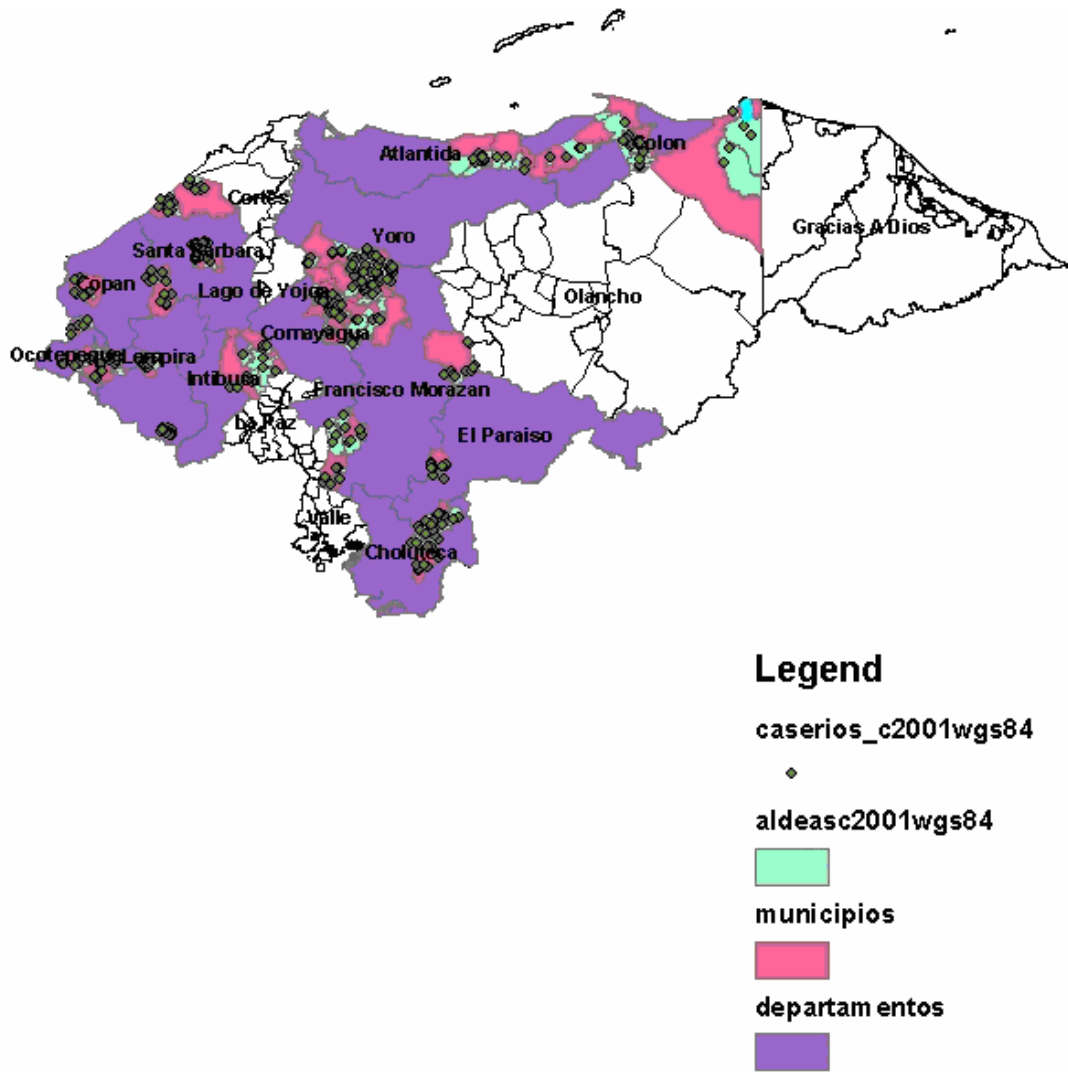 Atlantida
Colon
Cortes
Yoro
Gracias A Dios
Santa Barbara
Copan
Lago de Yojoa
Olancho
Comayagua
Ocotepeque
Lempira
Intibuca
Francisco Morazan
La Paz
El Paraiso
Valle
Choluteca
Legend
caserios_c2001wgs84
aldeasc2001wgs84
municipios
departamentos